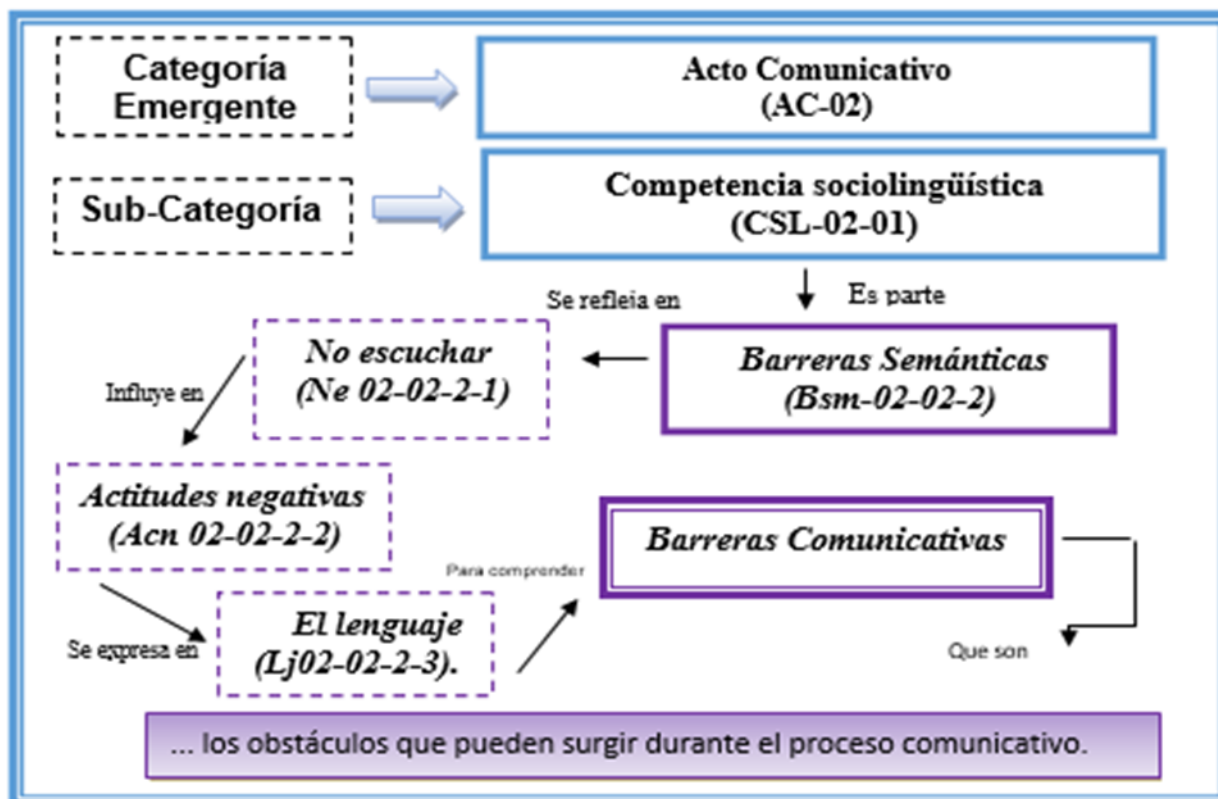 Categoría
Emergente
Acto Comunicativo
(AC-02)
Sub-Categoría
Competencia sociolingüística
(CSL-02-01)
Es parte
Se refleia en
Barreras Semánticas
(Bsm-02-02-2)
No escuchar
(Ne 02-02-2-1)
Influye en
Actitudes negativas
(Acn 02-02-2-2)
Se expresa en
El lenguaje
(Lj02-02-2-3).
Para comprender
Barreras Comunicativas
Que son
... los obstáculos que pueden surgir durante el proceso comunicativo.